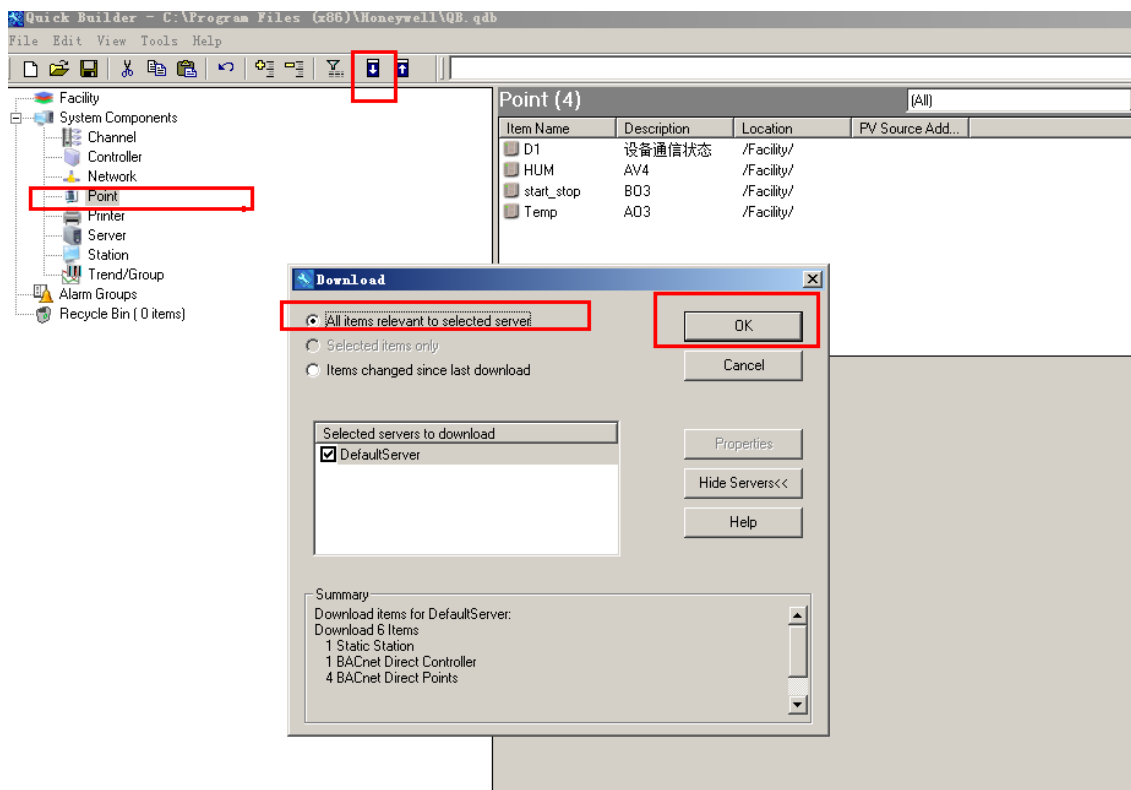 Quick Builder - C:\Program Files (x86)\Honeywell\QB.qdb
File Edit View Tools Help
Facility
System Components
Channel
Controller
Network
Point
Printer
Server
Station
Trend/Group
Alarm Groups
Recycle Bin ( 0 items)
Point (4)
(All)
Item Name Description Location PV Source Add...
D1 设备通信状态 /Facility/
HUM AV4 /Facility/
start_stop BO3 /Facility/
Temp AO3 /Facility/
Download
All items relevant to selected server
Selected items only
Items changed since last download
OK
Cancel
Selected servers to download
DefaultServer
Properties
Hide Servers<<
Help
Summary
Download items for DefaultServer:
Download 6 Items
1 Static Station
1 BACnet Direct Controller
4 BACnet Direct Points